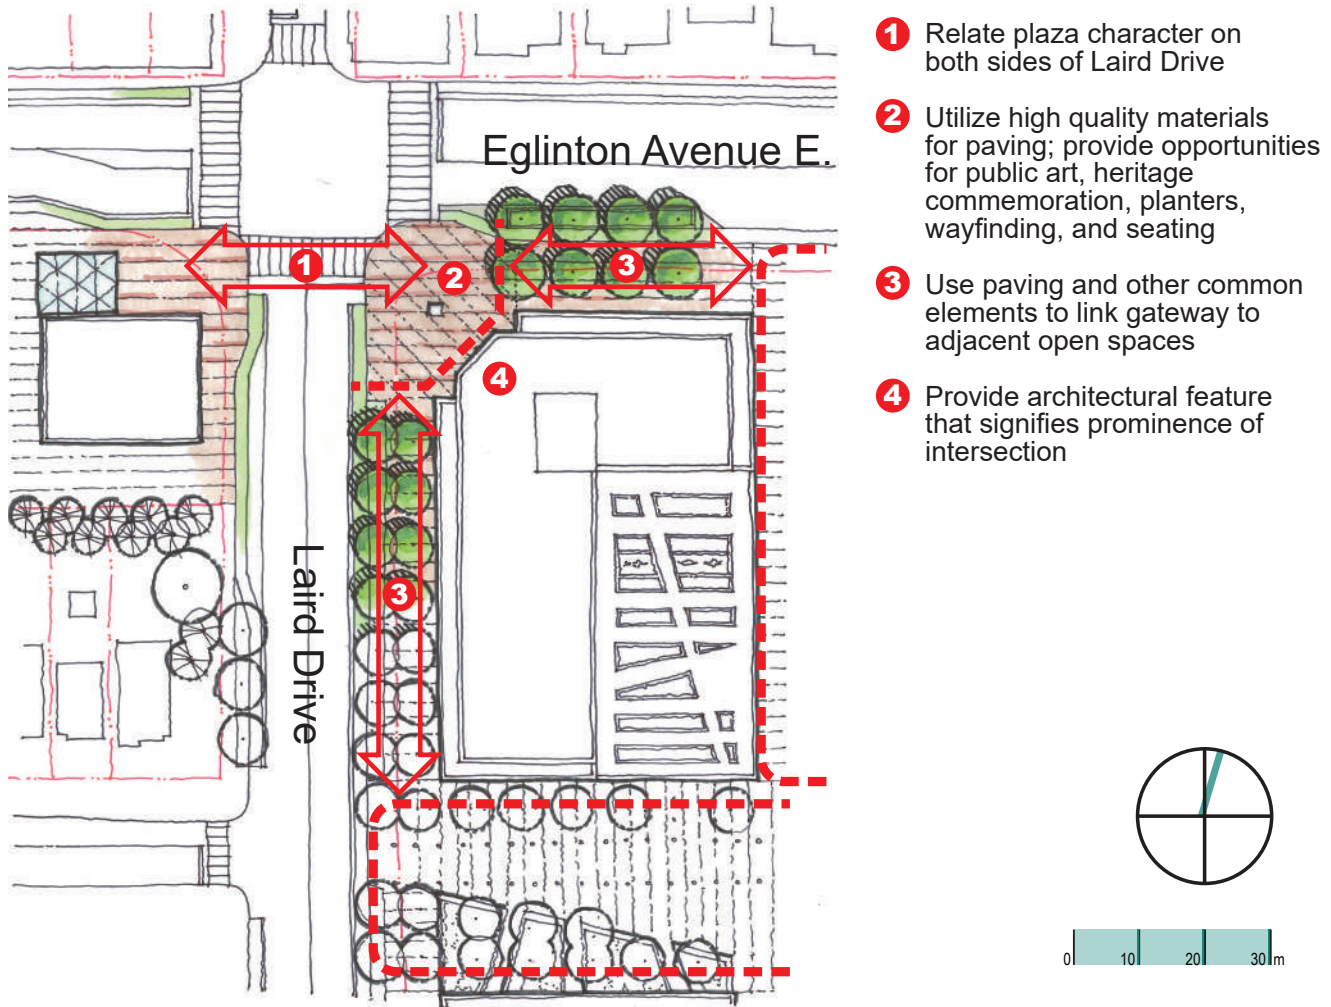 1 Relate plaza character on
both sides of Laird Drive
2 Utilize high quality materials
for paving; provide opportunities
for public art, heritage
commemoration, planters,
wayfinding, and seating
3 Use paving and other common
elements to link gateway to
adjacent open spaces
4 Provide architectural feature
that signifies prominence of
intersection
Eglinton Avenue E.
1
2
3
4
3
Laird Drive
0 10 20 30 m